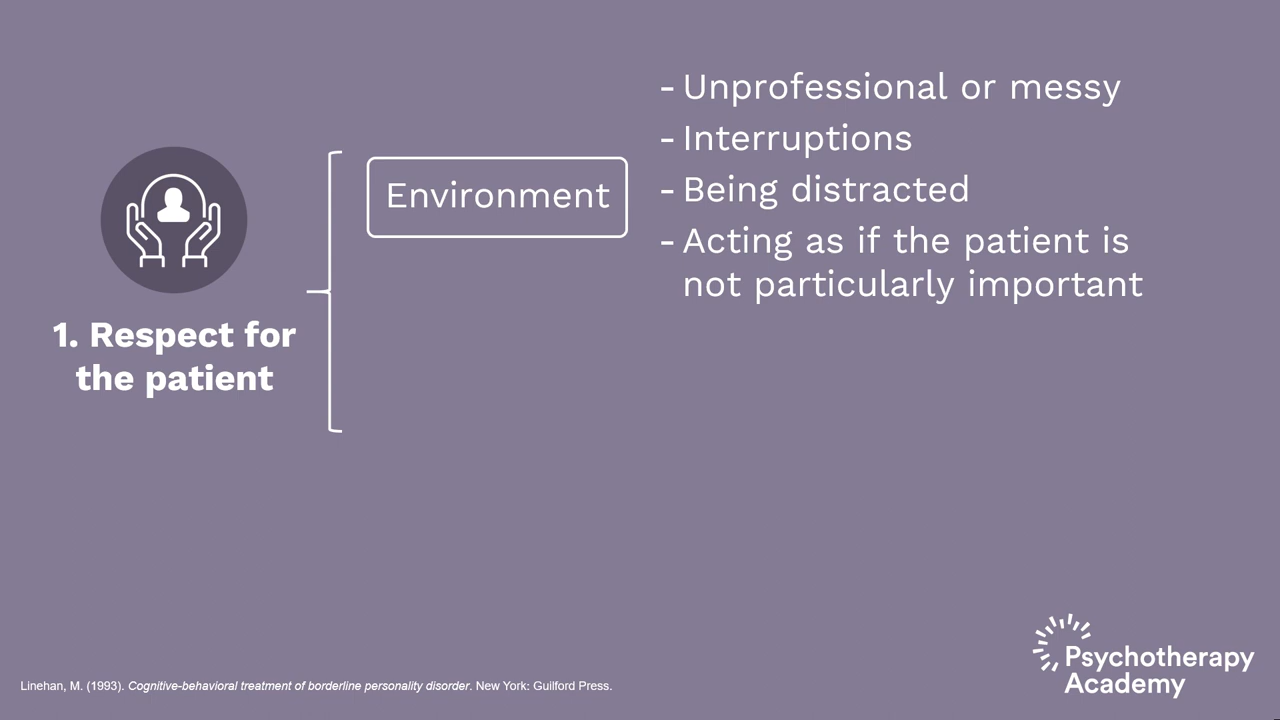 1. Respect for
the patient
Environment
- Unprofessional or messy
- Interruptions
- Being distracted
- Acting as if the patient is
not particularly important
Linehan, M. (1993). Cognitive-behavioral treatment of borderline personality disorder. New York: Guilford Press.
Psychotherapy
Academy